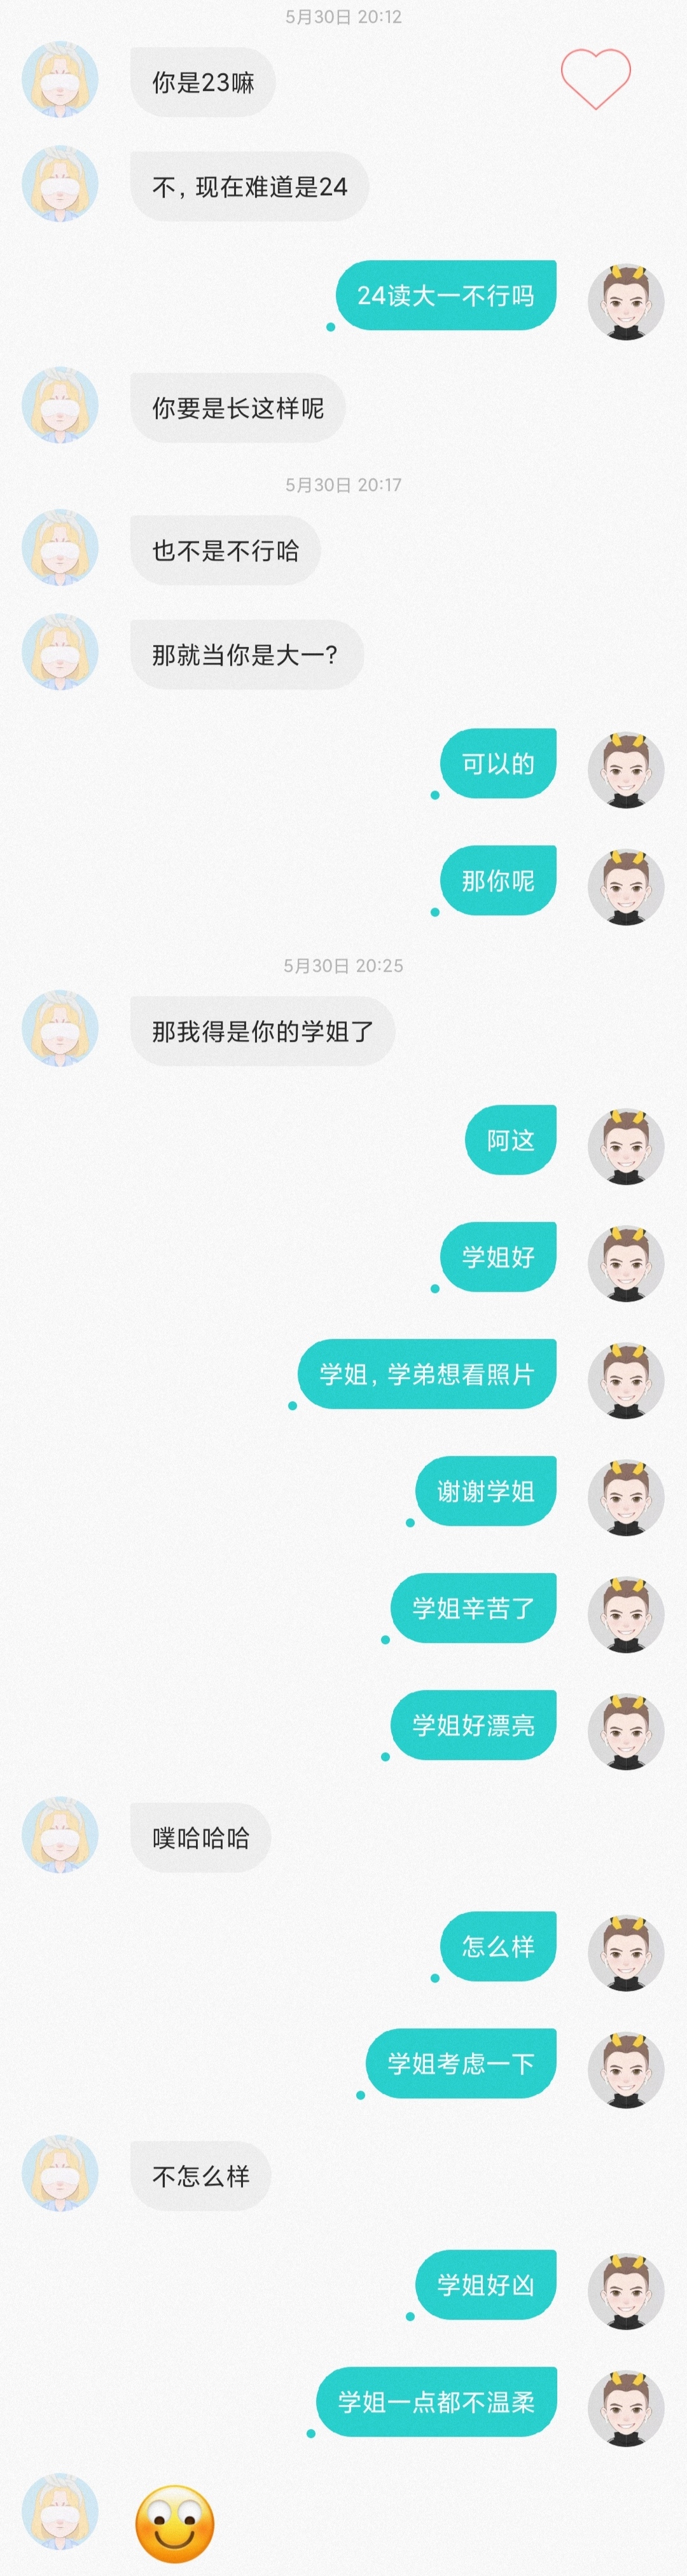 5月30日 20:12
你是23嘛
不，现在难道是24
24读大一不行吗
你要是长这样呢
5月30日 20:17
也不是不行哈
那就当你是大一?
可以的
那你呢
5月30日 20:25
那我得是你的学姐了
阿这
学姐好
学姐，学弟想看照片
谢谢学姐
学姐辛苦了
学姐好漂亮
噗哈哈哈
怎么样
学姐考虑一下
不怎么样
学姐好凶
学姐一点都不温柔